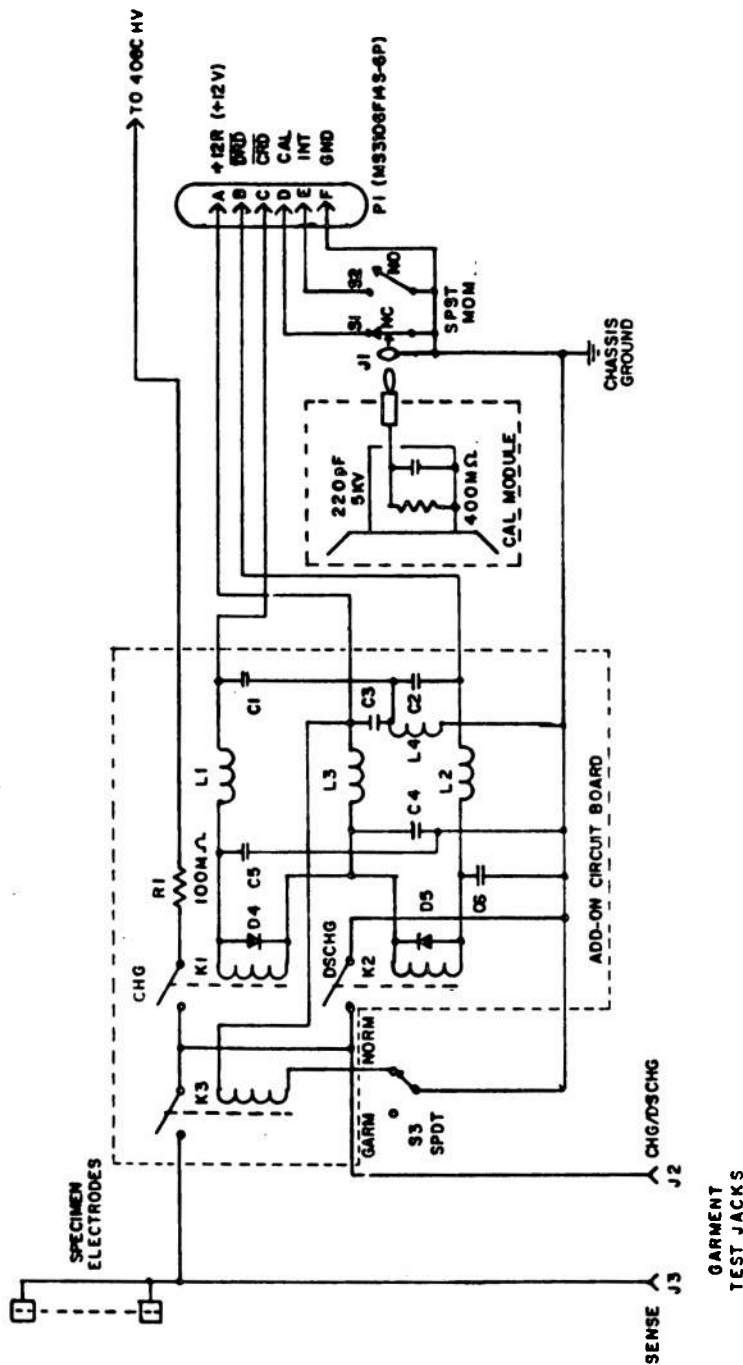 TO 406C HV
A +12R (+12V)
B DRD
C CRD
D CAL
E INT
F GND
P1 (MS3106F14S-6P)
S2
NO
S1
NC
SPST
MOM
J1
CHASSIS
GROUND
220pF
5KV
400MΩ
CAL MODULE
R1
100MΩ
CHG
L1
C1
C5
D4
K1
L3
C3
C2
L4
C4
L2
DSCHG
K2
D5
C6
ADD-ON CIRCUIT BOARD
K3
GARM
NORM
S3
SPDT
SPECIMEN
ELECTRODES
CHG/DSCHG
J2
SENSE
J3
GARMENT
TEST JACKS